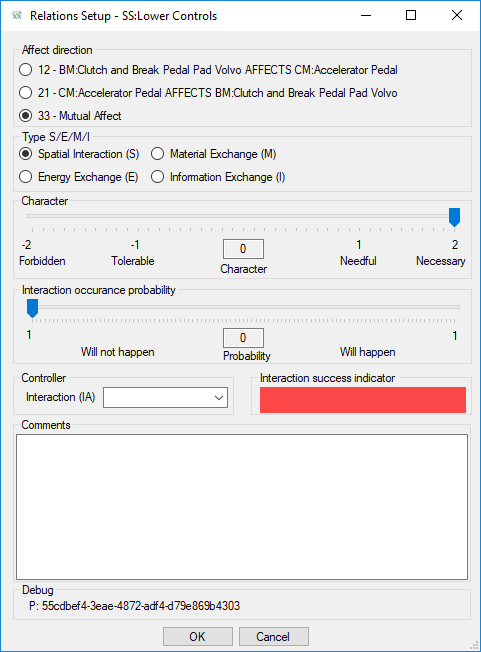 Relations Setup - SS:Lower Controls
Affect direction
12 - BM:Clutch and Break Pedal Pad Volvo AFFECTS CM:Accelerator Pedal
21 - CM:Accelerator Pedal AFFECTS BM:Clutch and Break Pedal Pad Volvo
33 - Mutual Affect
Type S/E/M/I
Spatial Interaction (S) Material Exchange (M)
Energy Exchange (E) Information Exchange (I)
Character
-2 -1 0 1 2
Forbidden Tolerable Character Needful Necessary
Interaction occurance probability
1 0 1
Will not happen Probability Will happen
Controller
Interaction (IA)
Interaction success indicator
Comments
Debug
P: 55cdbef4-3eae-4872-adf4-d79e869b4303
OK Cancel